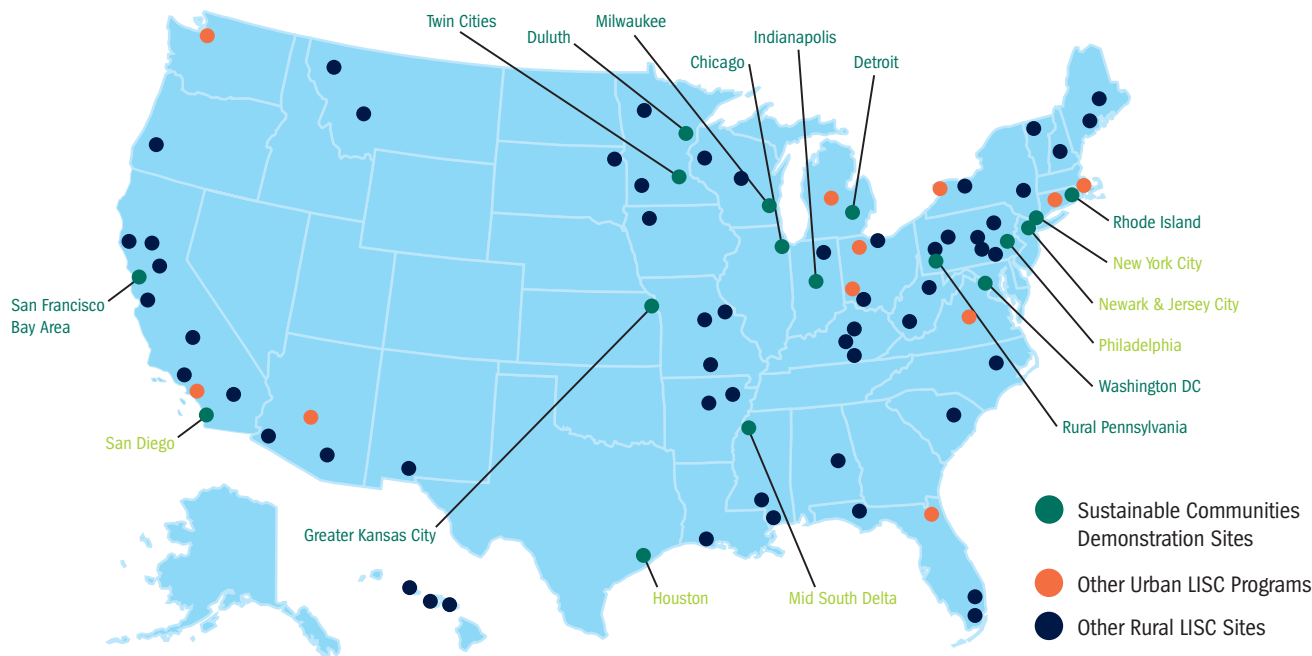 Twin Cities
Duluth
Milwaukee
Chicago
Indianapolis
Detroit
Rhode Island
New York City
Newark & Jersey City
Philadelphia
Washington DC
Rural Pennsylvania
San Francisco
Bay Area
San Diego
Greater Kansas City
Houston
Mid South Delta
Sustainable Communities
Demonstration Sites
Other Urban LISC Programs
Other Rural LISC Sites